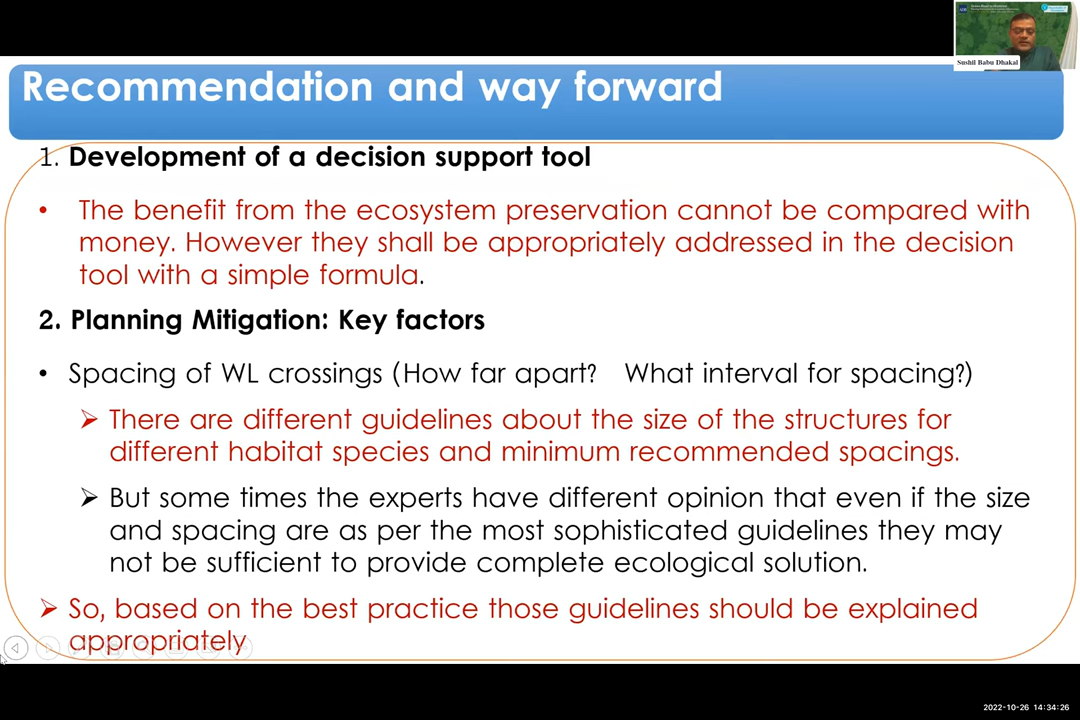 Sushil Babu Dhakal
Recommendation and way forward
1. Development of a decision support tool
• The benefit from the ecosystem preservation cannot be compared with
money. However they shall be appropriately addressed in the decision
tool with a simple formula.
2. Planning Mitigation: Key factors
• Spacing of WL crossings (How far apart? What interval for spacing?)
➢ There are different guidelines about the size of the structures for
different habitat species and minimum recommended spacings.
➢ But some times the experts have different opinion that even if the size
and spacing are as per the most sophisticated guidelines they may
not be sufficient to provide complete ecological solution.
➢ So, based on the best practice those guidelines should be explained
appropriately
2022-10-26 14:34:26